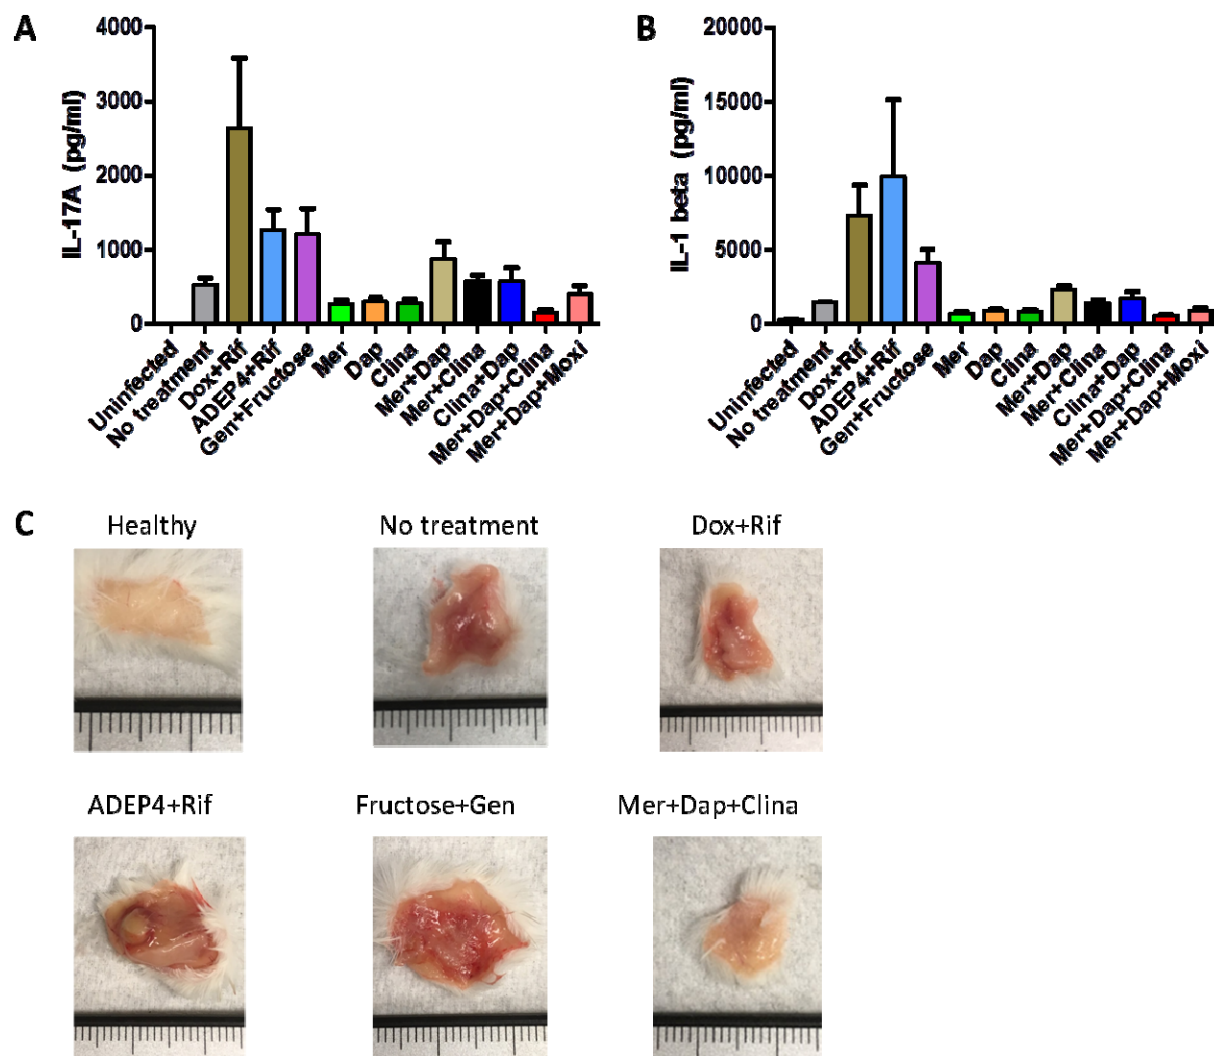 A
IL-17A (pg/ml)
4000
3000
2000
1000
0
Uninfected
No treatment
Dox+Rif
ADEP4+Rif
Gen+Fructose
Mer
Dap
Clina
Mer+Dap
Mer+Clina
Clina+Dap
Mer+Dap+Clina
Mer+Dap+Moxi
B
IL-1 beta (pg/ml)
20000
15000
10000
5000
0
Uninfected
No treatment
Dox+Rif
ADEP4+Rif
Gen+Fructose
Mer
Dap
Clina
Mer+Dap
Mer+Clina
Clina+Dap
Mer+Dap+Clina
Mer+Dap+Moxi
C
Healthy
No treatment
Dox+Rif
ADEP4+Rif
Fructose+Gen
Mer+Dap+Clina